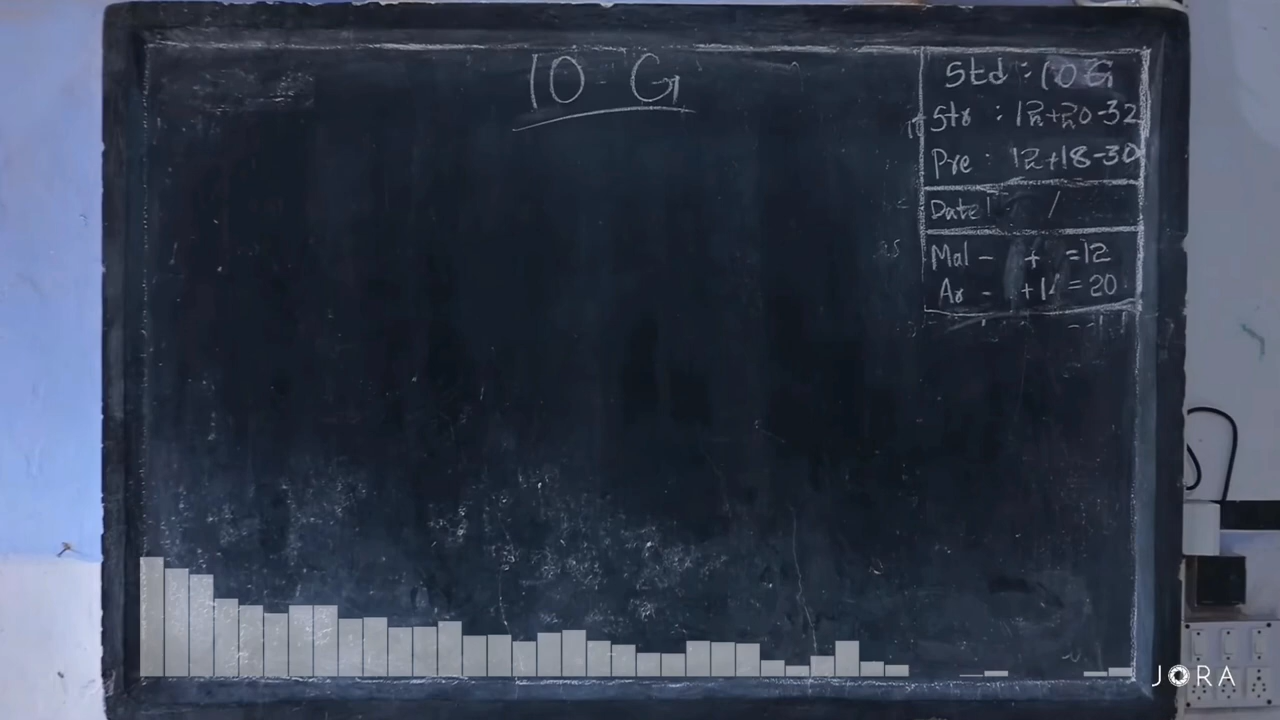 10 G
Std : 10 G
Str : 12+20-32
Pre : 12+18-30
Date /
Mal - + =12
Ar - +1 =20
JORA